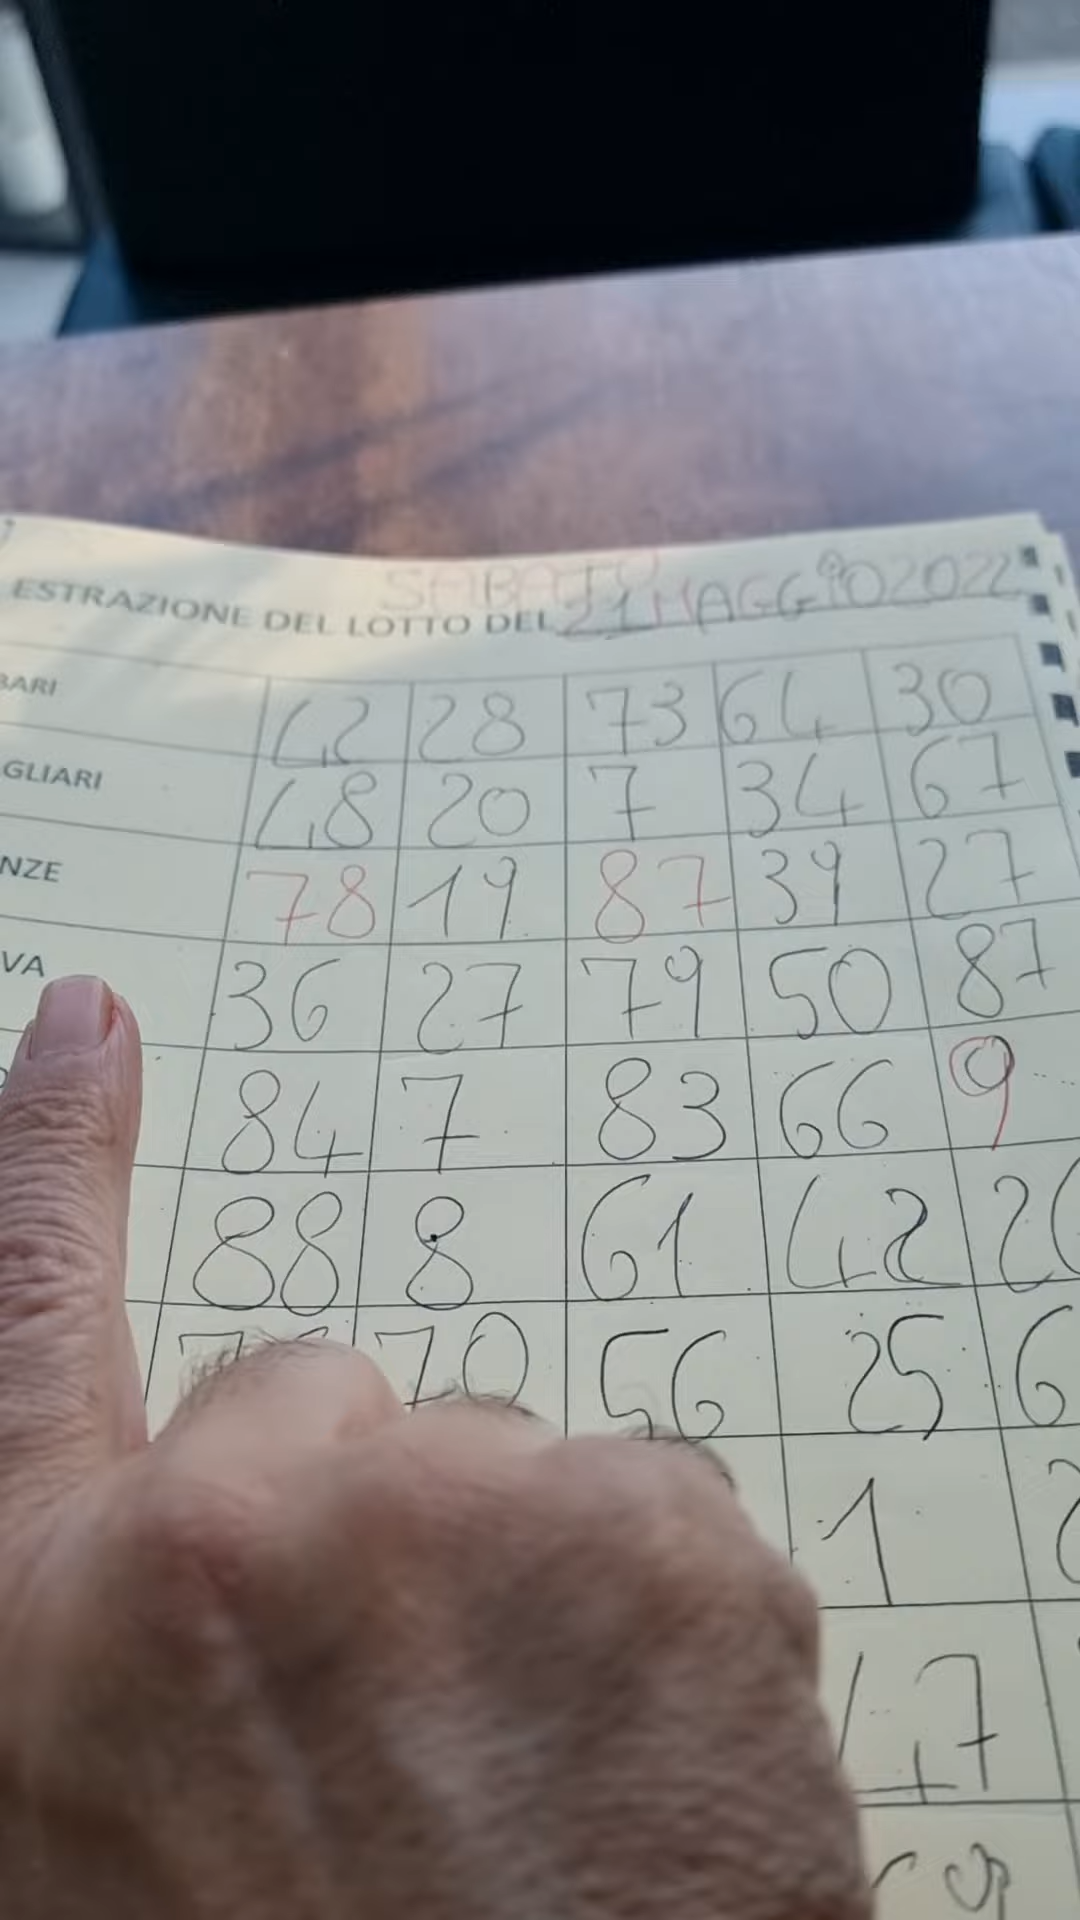 SABATO
ESTRAZIONE DEL LOTTO DEL 21 MAGGIO 2022
BARI 42 28 73 64 30
GLIARI 48 20 7 34 67
NZE 78 19 87 39 27
VA 36 27 79 50 87
84 7 83 66 9
88 8 61 42
70 56 25
1
47